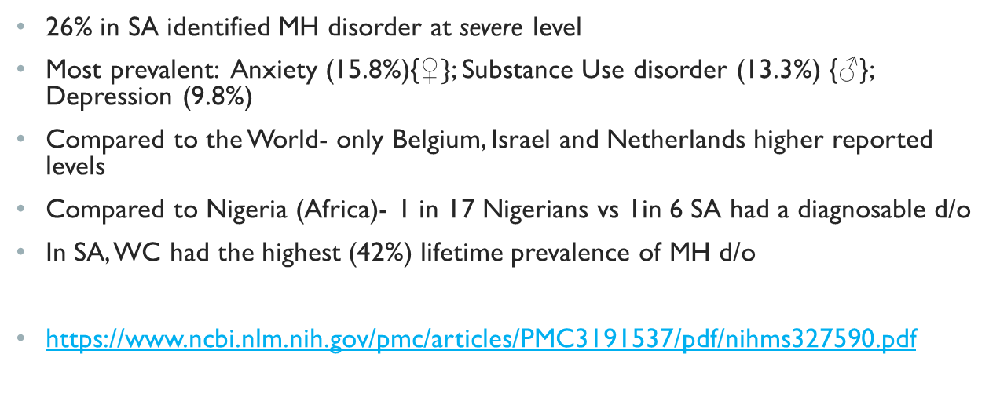 • 26% in SA identified MH disorder at severe level
• Most prevalent: Anxiety (15.8%){♀}; Substance Use disorder (13.3%) {♂};
Depression (9.8%)
• Compared to the World- only Belgium, Israel and Netherlands higher reported
levels
• Compared to Nigeria (Africa)- 1 in 17 Nigerians vs 1in 6 SA had a diagnosable d/o
• In SA, WC had the highest (42%) lifetime prevalence of MH d/o
• https://www.ncbi.nlm.nih.gov/pmc/articles/PMC3191537/pdf/nihms327590.pdf